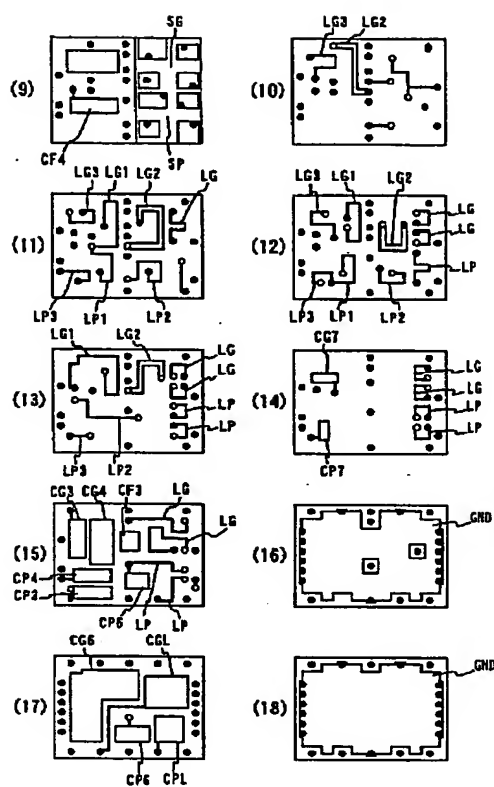 SG
(9)
CF4
SP
LG3 LG2
(10)
LG3 LG1 LG2 LG
(11)
LP3 LP1 LP2
LG3 LG1 LG2 LG
LG
(12)
LP
LP3 LP1 LP2
LG1 LG2 LG
LG
(13)
LP
LP
LP3 LP2
CG7 LG
LG
(14)
LP
LP
CP7
CG3 CG4 CF3 LG
LG
(15)
CP4
CP2
CP5 LP LP
GND
(16)
CG6 CGL
(17)
CP6 CPL
GND
(18)